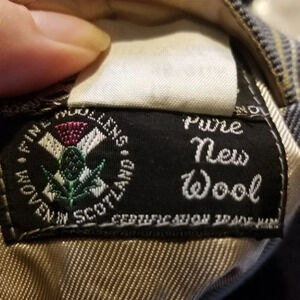 FINE WOOLLENS
WOVEN IN SCOTLAND
Pure
New
Wool
CERTIFICATION TRADE MARK